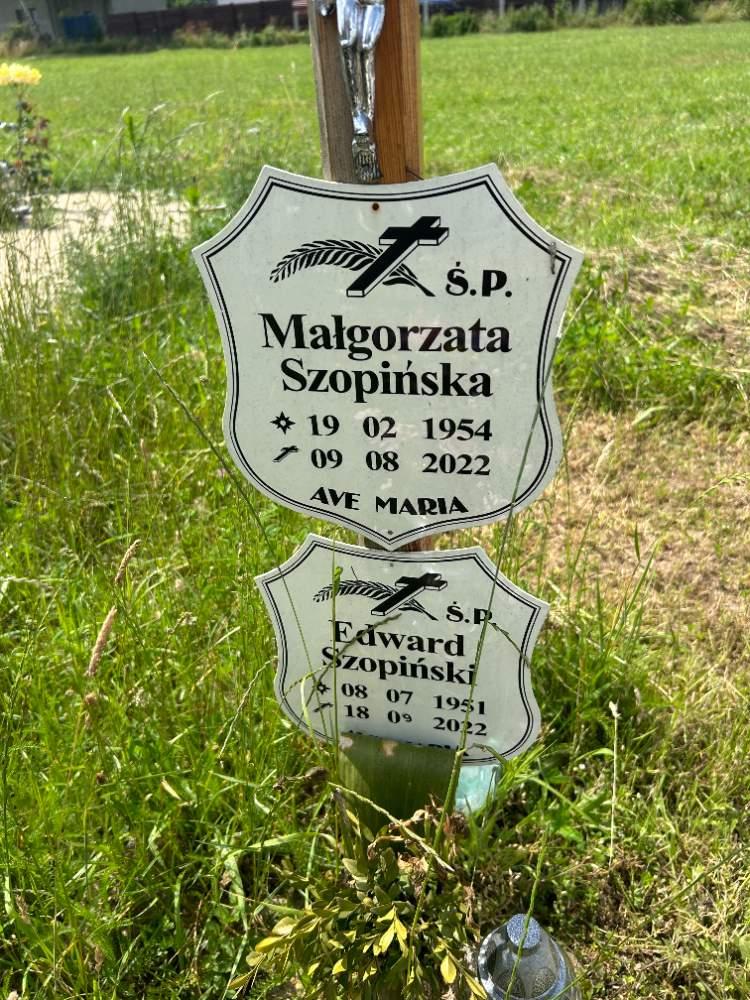 Ś.P.
Małgorzata
Szopińska
19 02 1954
09 08 2022
AVE MARIA
Ś.P.
Edward
Szopiński
08 07 1951
18 09 2022